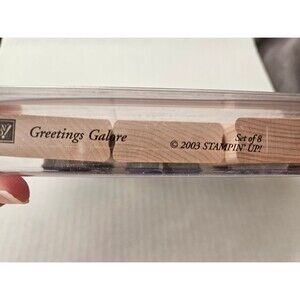 Greetings Galore
Set of 8
© 2003 STAMPIN' UP!